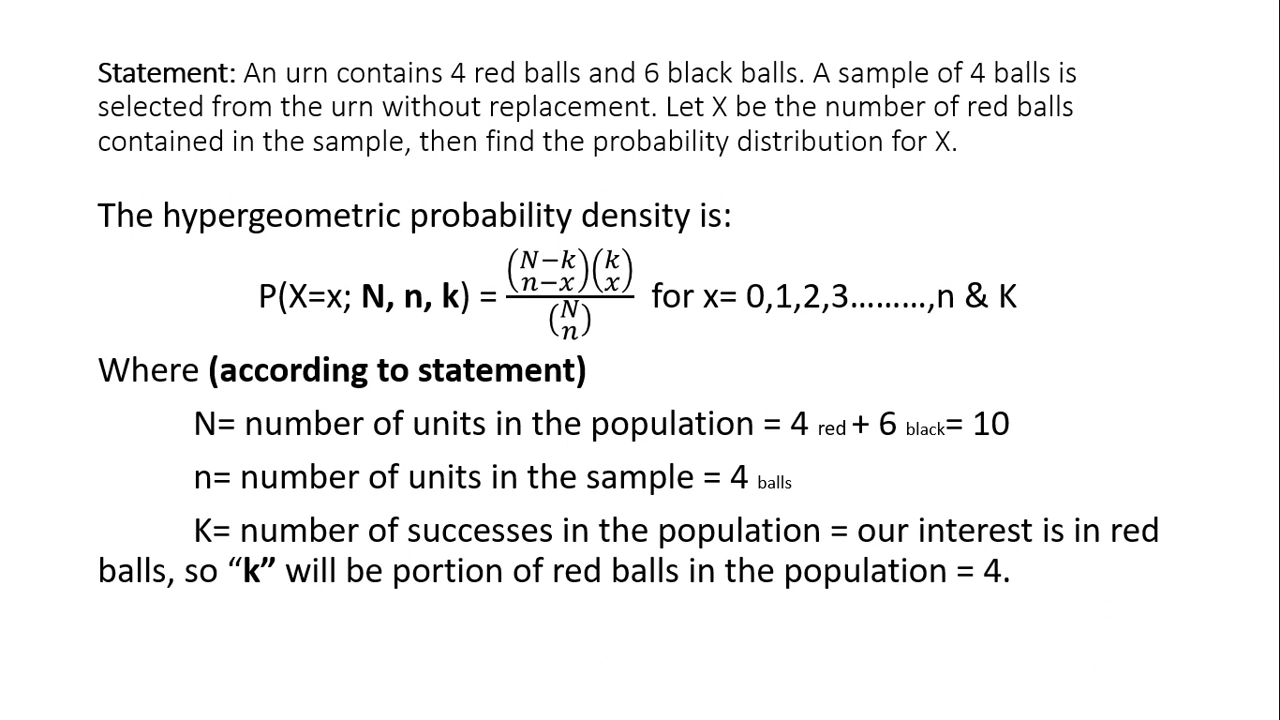 Statement: An urn contains 4 red balls and 6 black balls. A sample of 4 balls is
selected from the urn without replacement. Let X be the number of red balls
contained in the sample, then find the probability distribution for X.
The hypergeometric probability density is:
P(X=x; N, n, k) = \frac{\binom{N-k}{n-x}\binom{k}{x}}{\binom{N}{n}} for x= 0,1,2,3.........,n & K
Where (according to statement)
N= number of units in the population = 4 red + 6 black= 10
n= number of units in the sample = 4 balls
K= number of successes in the population = our interest is in red
balls, so “k” will be portion of red balls in the population = 4.